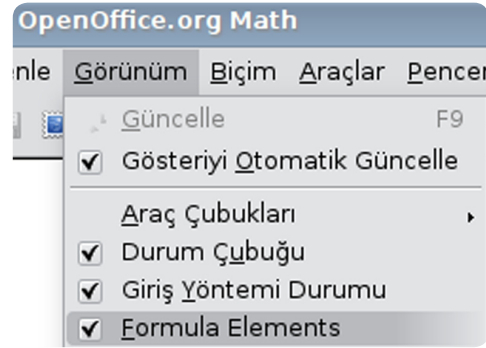 OpenOffice.org Math
nle Görünüm Biçim Araçlar Pencer
Güncelle F9
Gösteriyi Otomatik Güncelle
Araç Çubukları
Durum Çubuğu
Giriş Yöntemi Durumu
Formula Elements